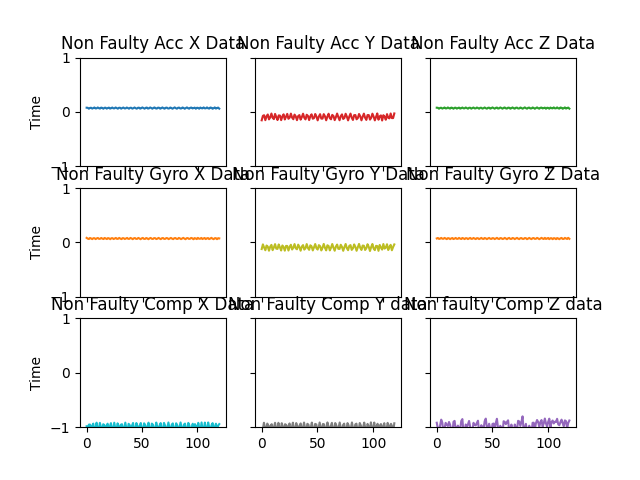 Non Faulty Acc X Data Non Faulty Acc Y Data Non Faulty Acc Z Data
1
0
−1
Time
Non Faulty Gyro X Data Non Faulty Gyro Y Data Non Faulty Gyro Z Data
1
0
−1
Time
Non Faulty Comp X Data Non Faulty Comp Y data Non faulty Comp Z data
1
0
−1
Time
0 50 100 0 50 100 0 50 100